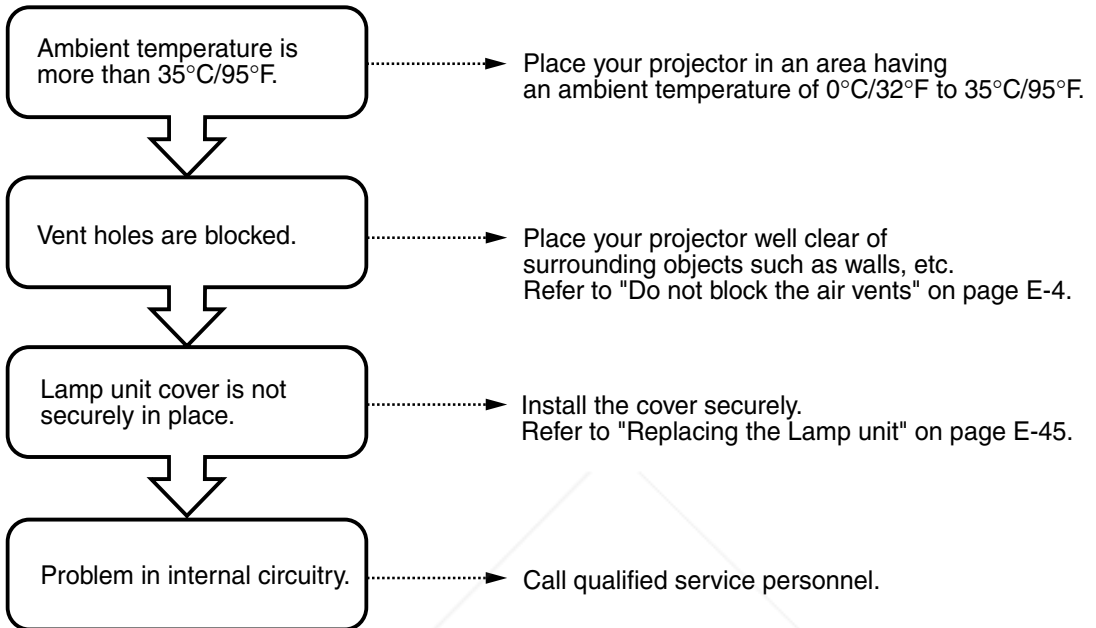 Ambient temperature is
more than 35°C/95°F.
Place your projector in an area having
an ambient temperature of 0°C/32°F to 35°C/95°F.
Vent holes are blocked.
Place your projector well clear of
surrounding objects such as walls, etc.
Refer to "Do not block the air vents" on page E-4.
Lamp unit cover is not
securely in place.
Install the cover securely.
Refer to "Replacing the Lamp unit" on page E-45.
Problem in internal circuitry.
Call qualified service personnel.